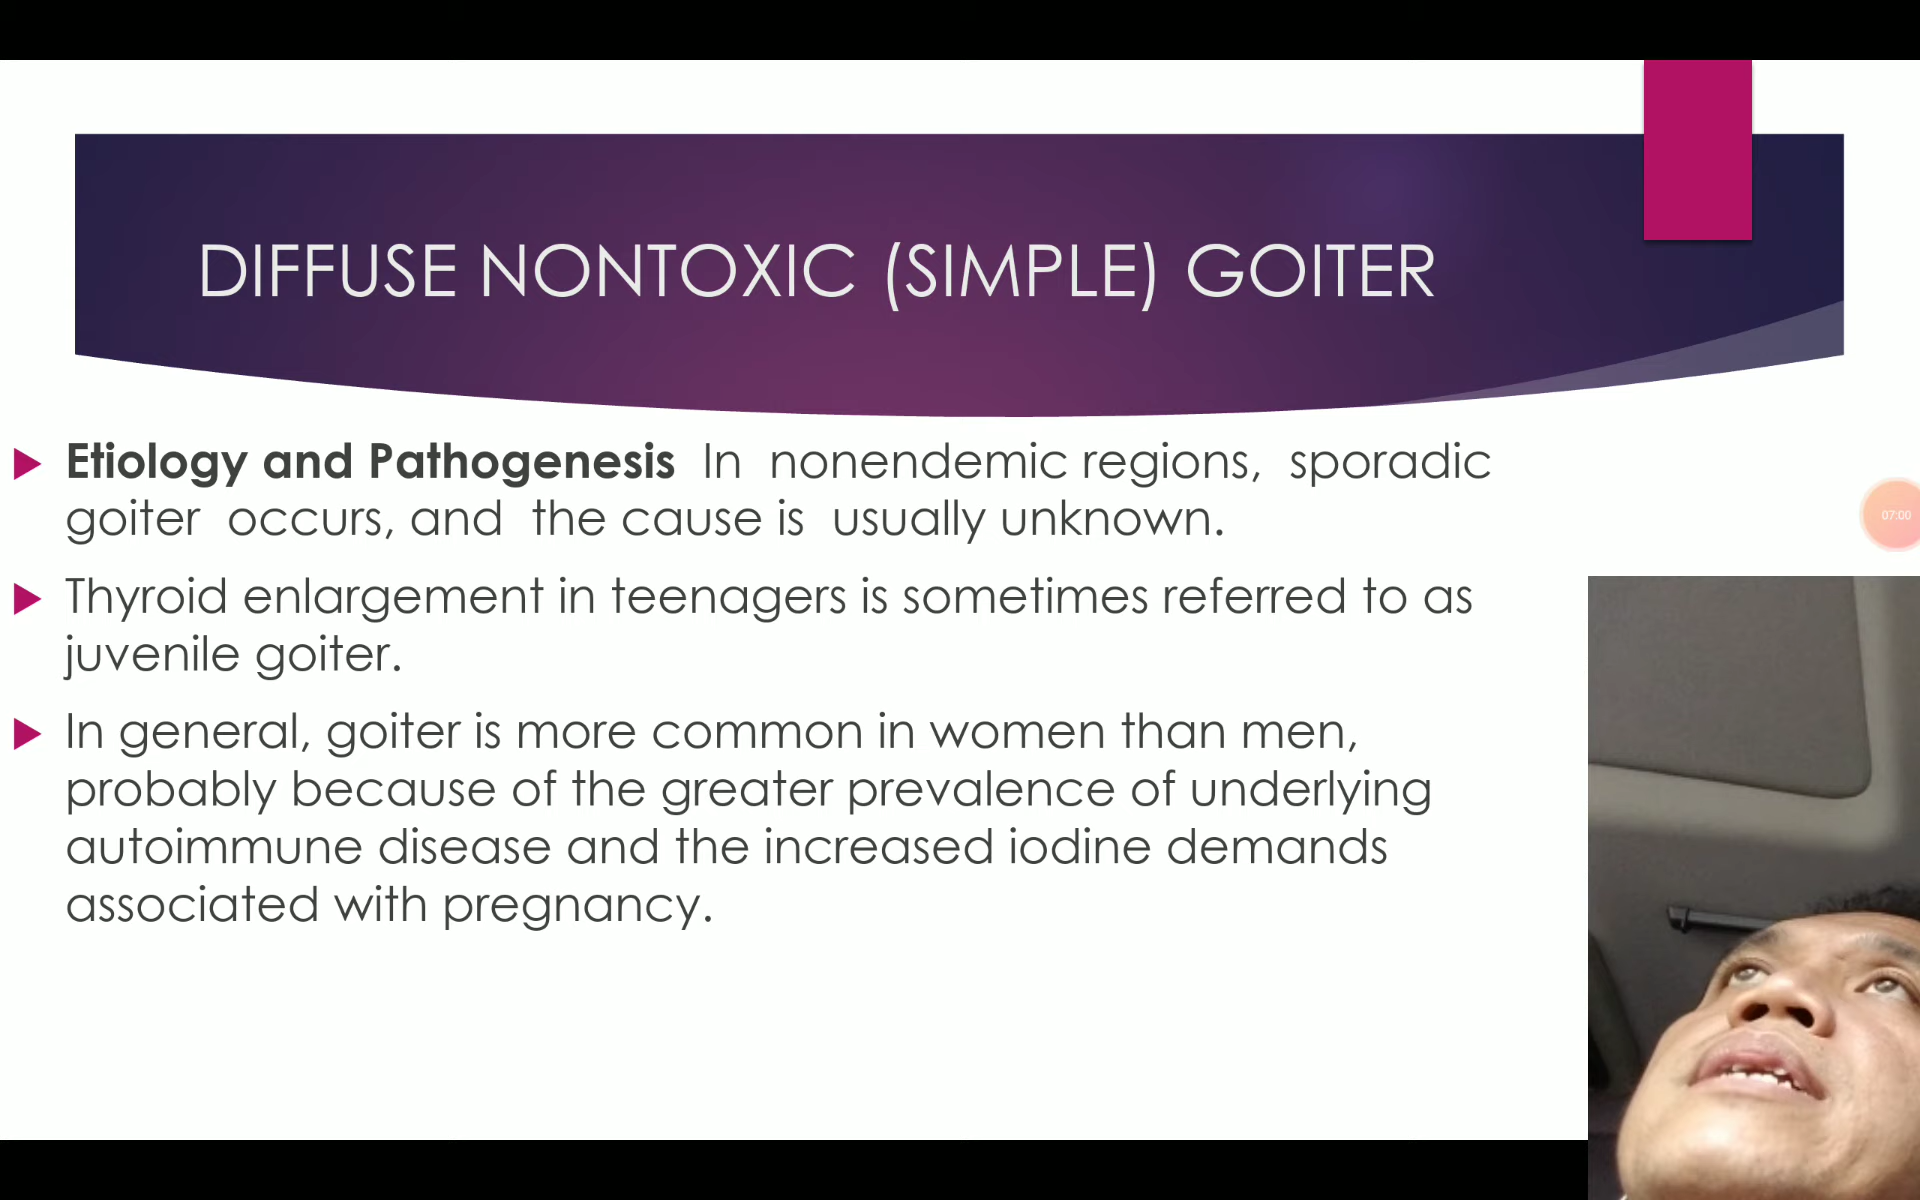 DIFFUSE NONTOXIC (SIMPLE) GOITER
Etiology and Pathogenesis In nonendemic regions, sporadic
goiter occurs, and the cause is usually unknown.
Thyroid enlargement in teenagers is sometimes referred to as
juvenile goiter.
In general, goiter is more common in women than men,
probably because of the greater prevalence of underlying
autoimmune disease and the increased iodine demands
associated with pregnancy.
07:00